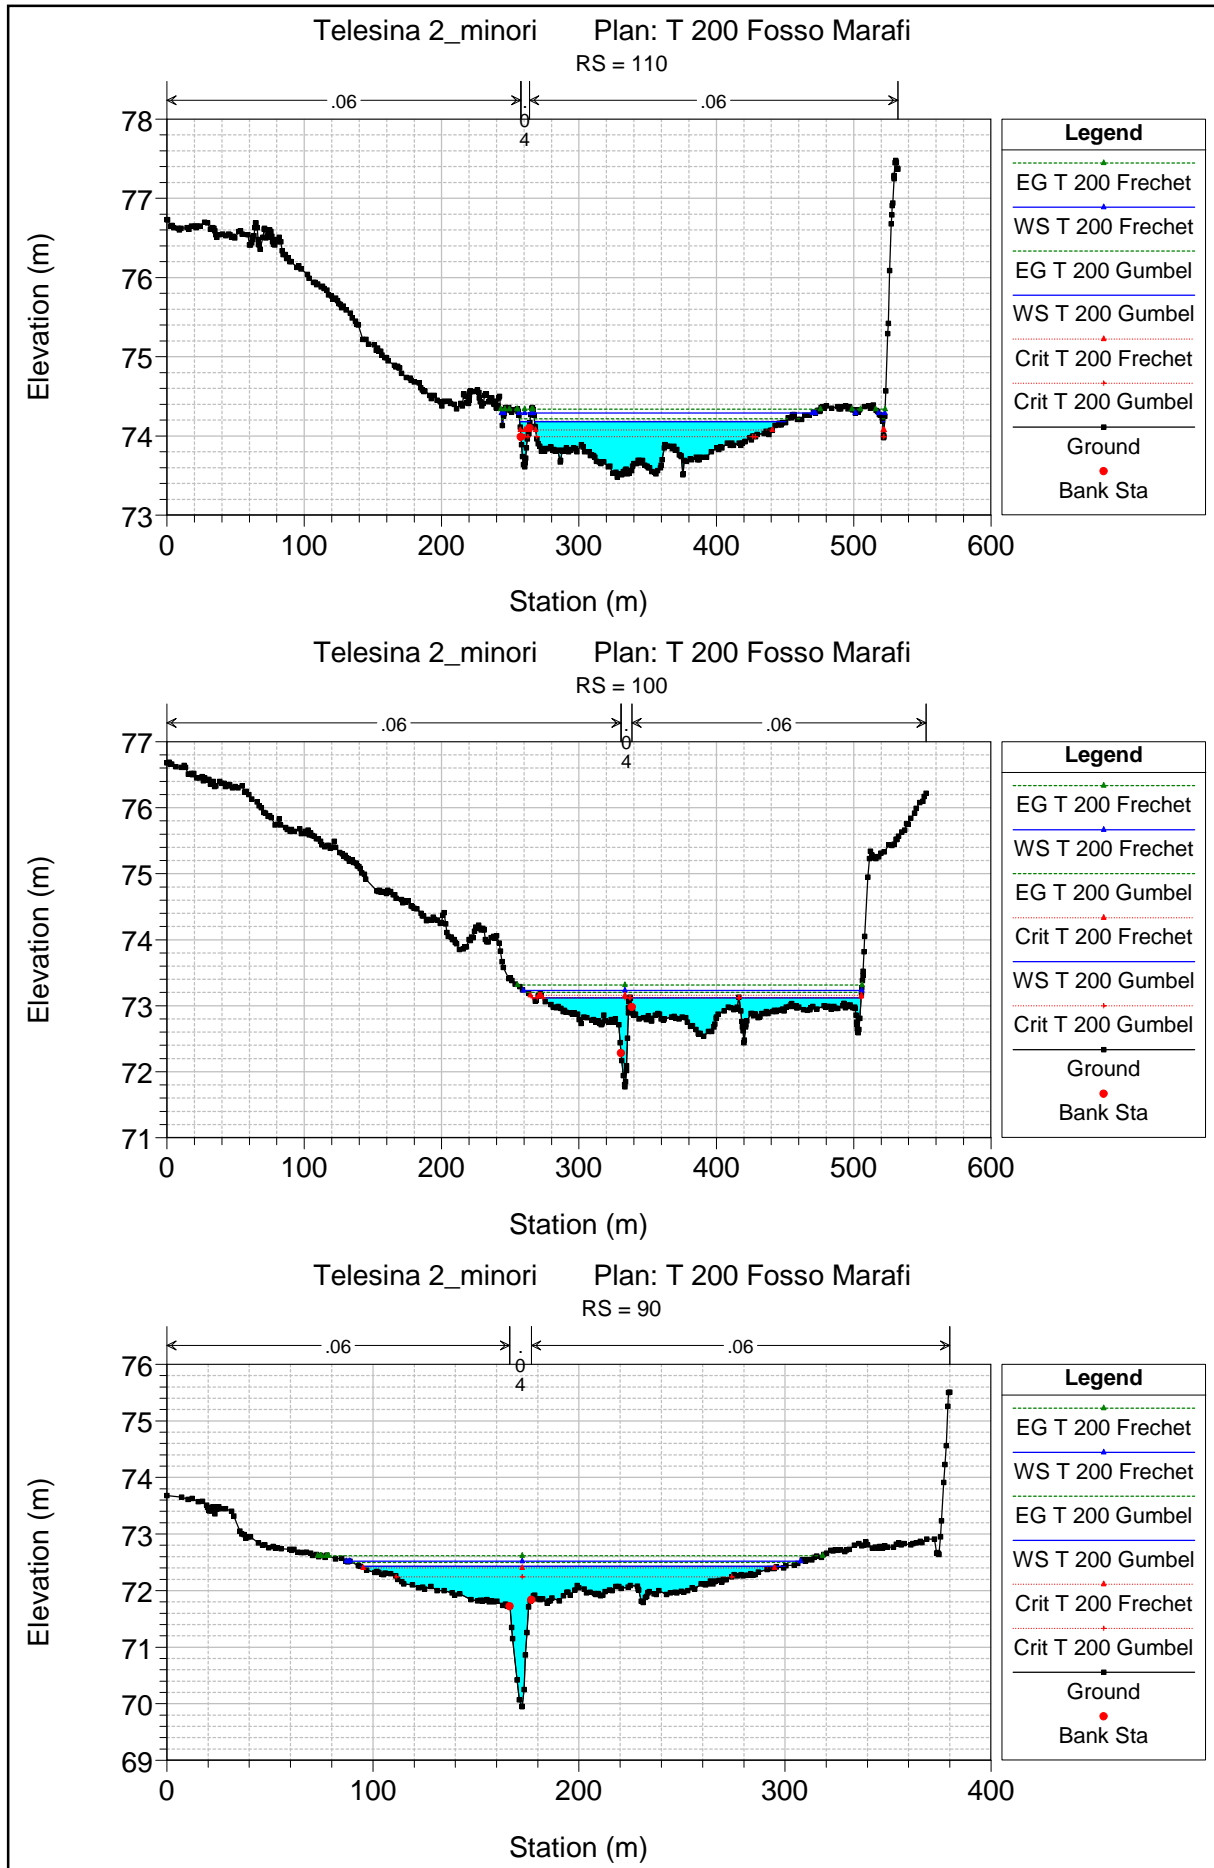 Telesina 2_minori Plan: T 200 Fosso Marafi
RS = 110
.06 .04 .06
78
77
76
75
74
73
0 100 200 300 400 500 600
Elevation (m)
Station (m)
Legend
EG T 200 Frechet
WS T 200 Frechet
EG T 200 Gumbel
WS T 200 Gumbel
Crit T 200 Frechet
Crit T 200 Gumbel
Ground
Bank Sta
Telesina 2_minori Plan: T 200 Fosso Marafi
RS = 100
.06 .04 .06
77
76
75
74
73
72
71
0 100 200 300 400 500 600
Elevation (m)
Station (m)
Legend
EG T 200 Frechet
WS T 200 Frechet
EG T 200 Gumbel
Crit T 200 Frechet
WS T 200 Gumbel
Crit T 200 Gumbel
Ground
Bank Sta
Telesina 2_minori Plan: T 200 Fosso Marafi
RS = 90
.06 .04 .06
76
75
74
73
72
71
70
69
0 100 200 300 400
Elevation (m)
Station (m)
Legend
EG T 200 Frechet
WS T 200 Frechet
EG T 200 Gumbel
WS T 200 Gumbel
Crit T 200 Frechet
Crit T 200 Gumbel
Ground
Bank Sta